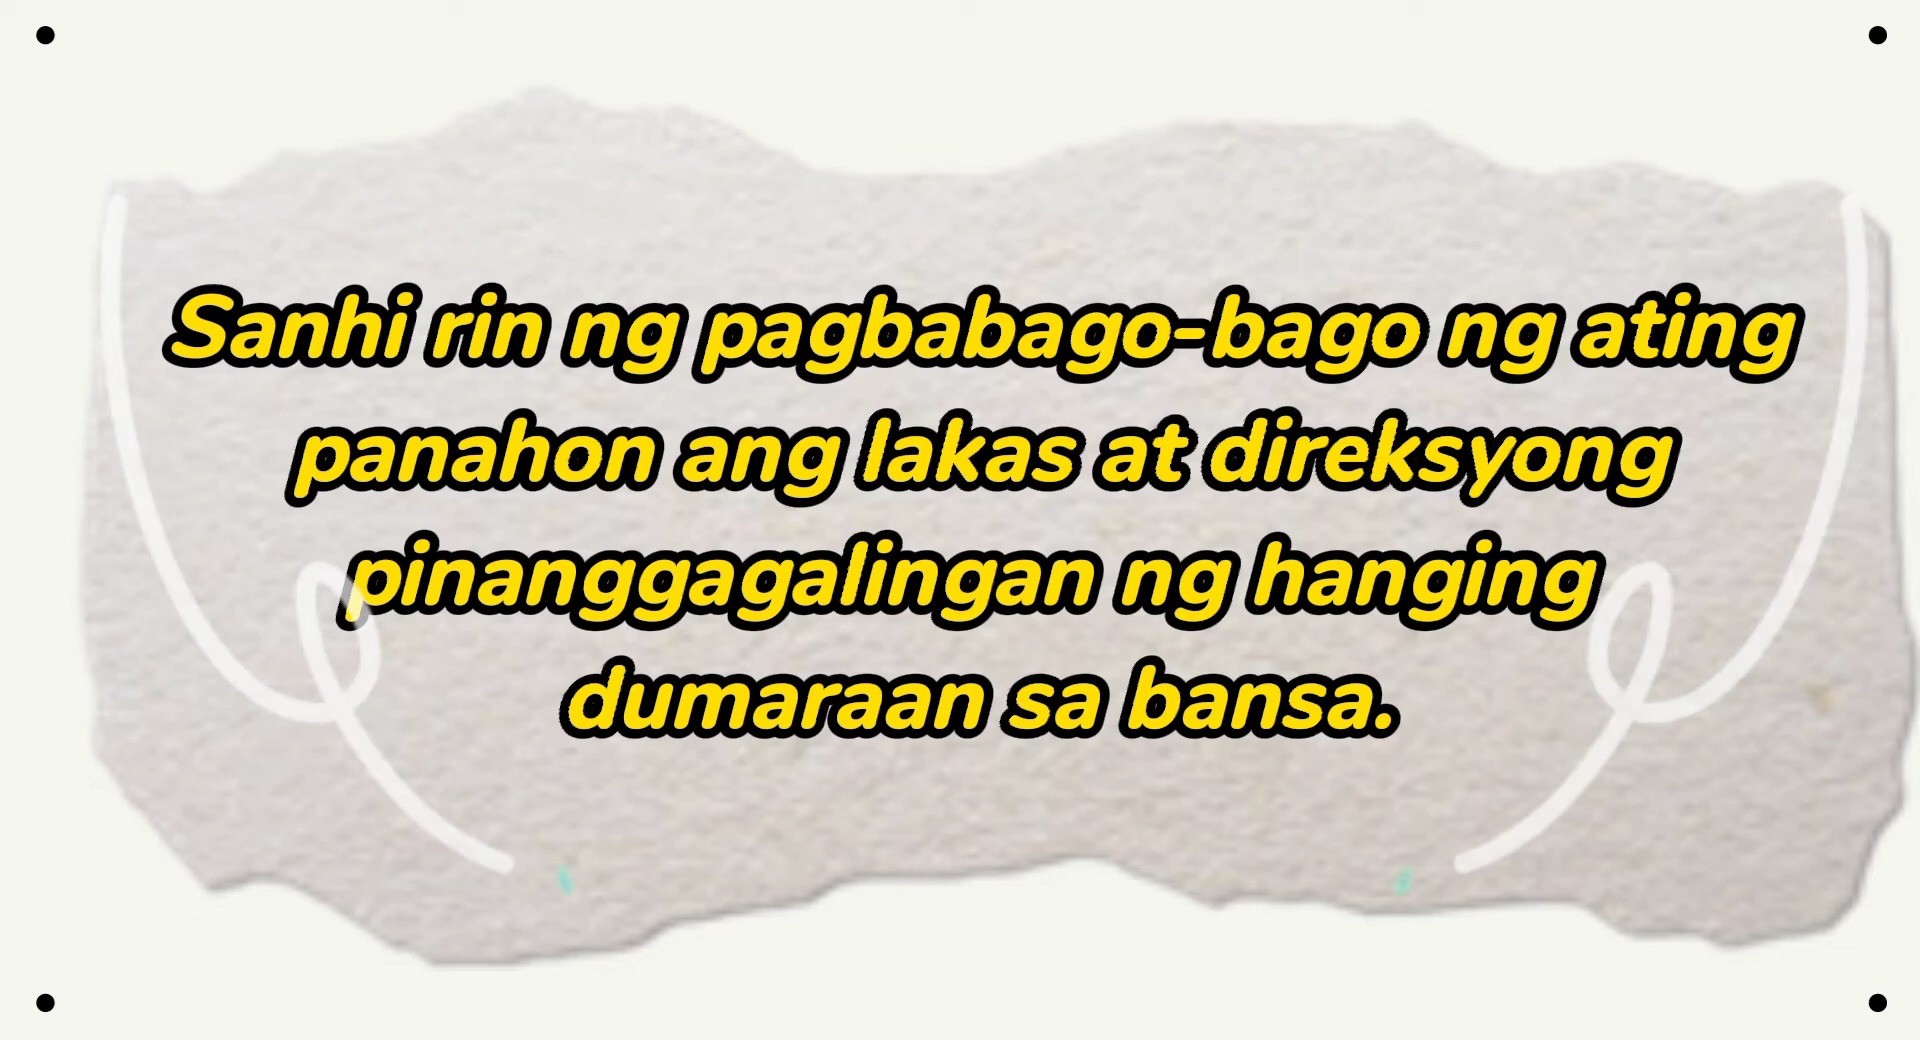 Sanhi rin ng pagbabago-bago ng ating
panahon ang lakas at direksyong
pinanggagalingan ng hanging
dumaraan sa bansa.